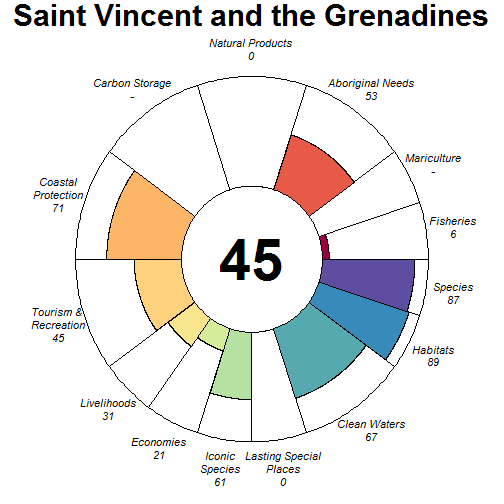 Saint Vincent and the Grenadines
Natural Products
0
Carbon Storage
-
Aboriginal Needs
53
Mariculture
-
Coastal
Protection
71
Fisheries
6
45
Species
87
Tourism &
Recreation
45
Habitats
89
Livelihoods
31
Clean Waters
67
Economies
21
Iconic
Species
61
Lasting Special
Places
0